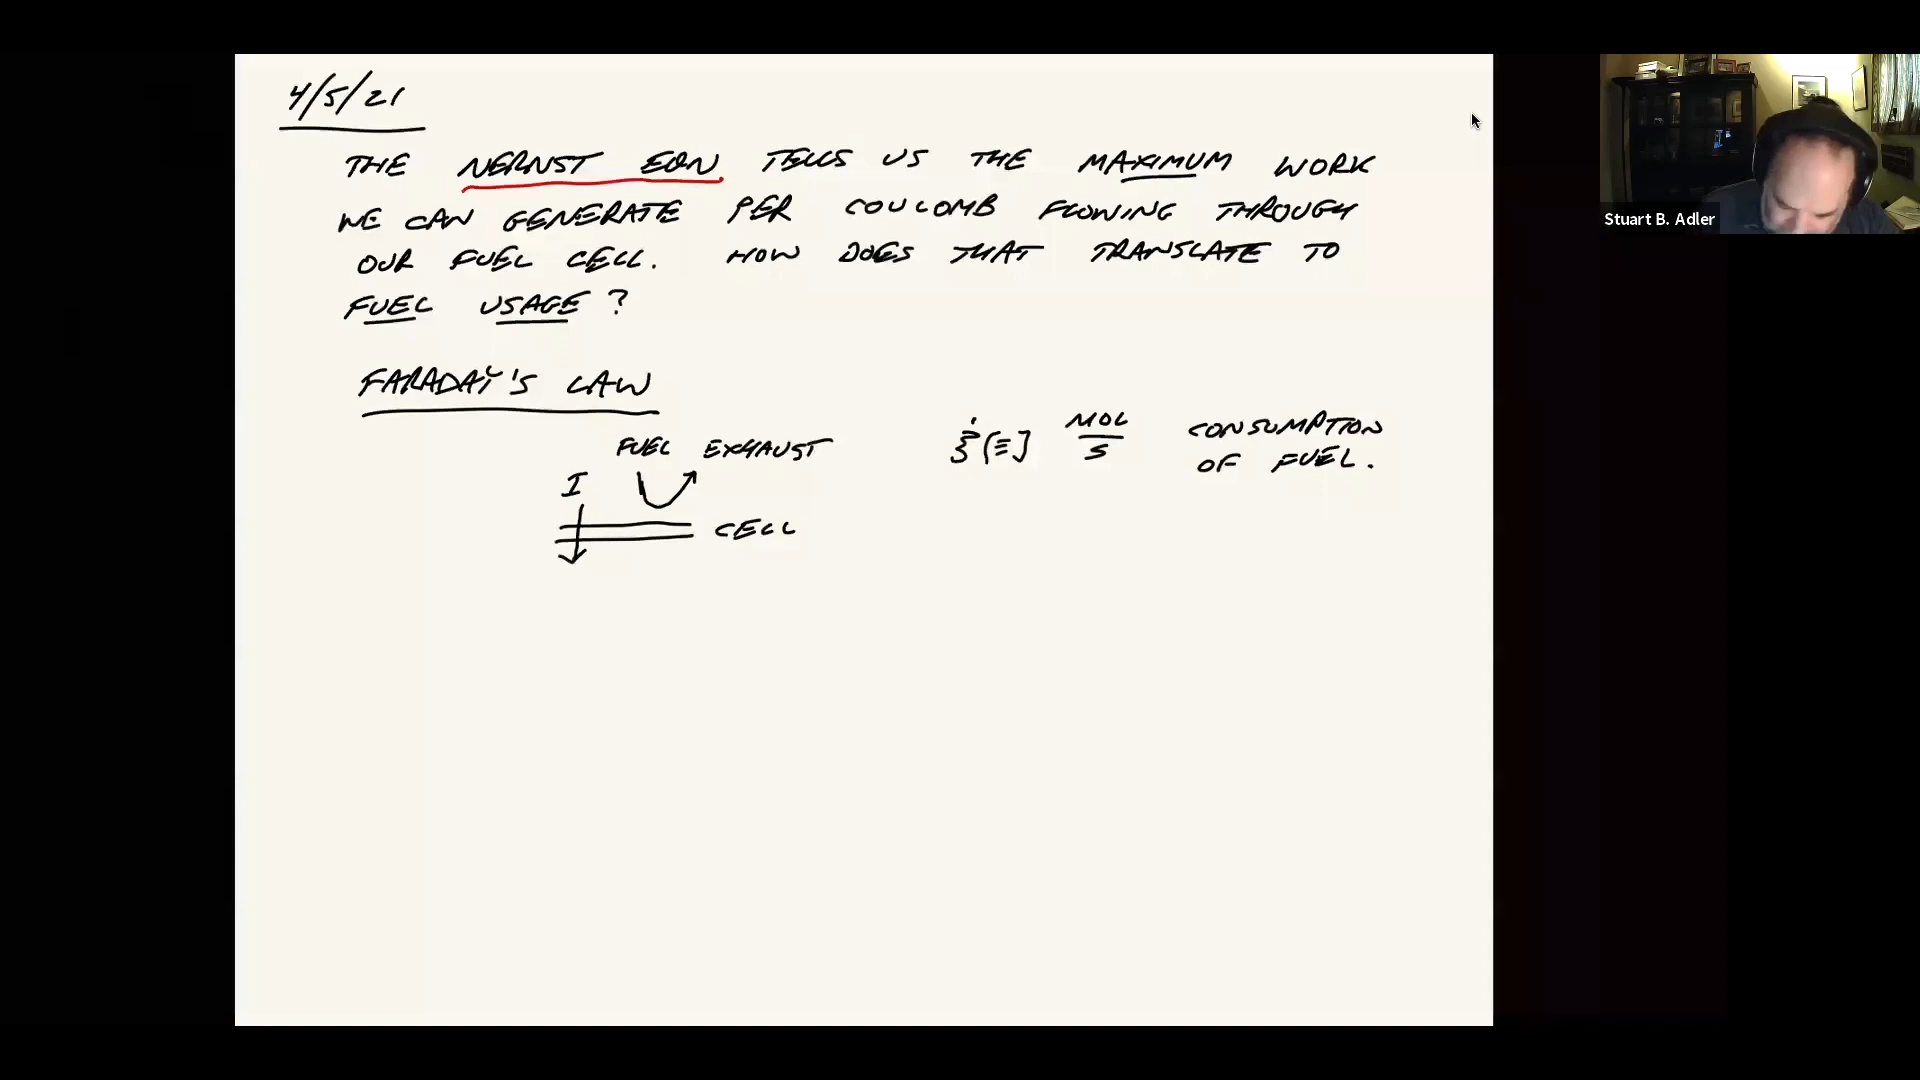 4/5/21
THE NERNST EQN TELLS US THE MAXIMUM WORK
WE CAN GENERATE PER COULOMB FLOWING THROUGH
OUR FUEL CELL. HOW DOES THAT TRANSLATE TO
FUEL USAGE?
FARADAY'S LAW
FUEL EXHAUST
I
CELL
ξ̇ [≡] MOL/S CONSUMPTION
OF FUEL.
Stuart B. Adler